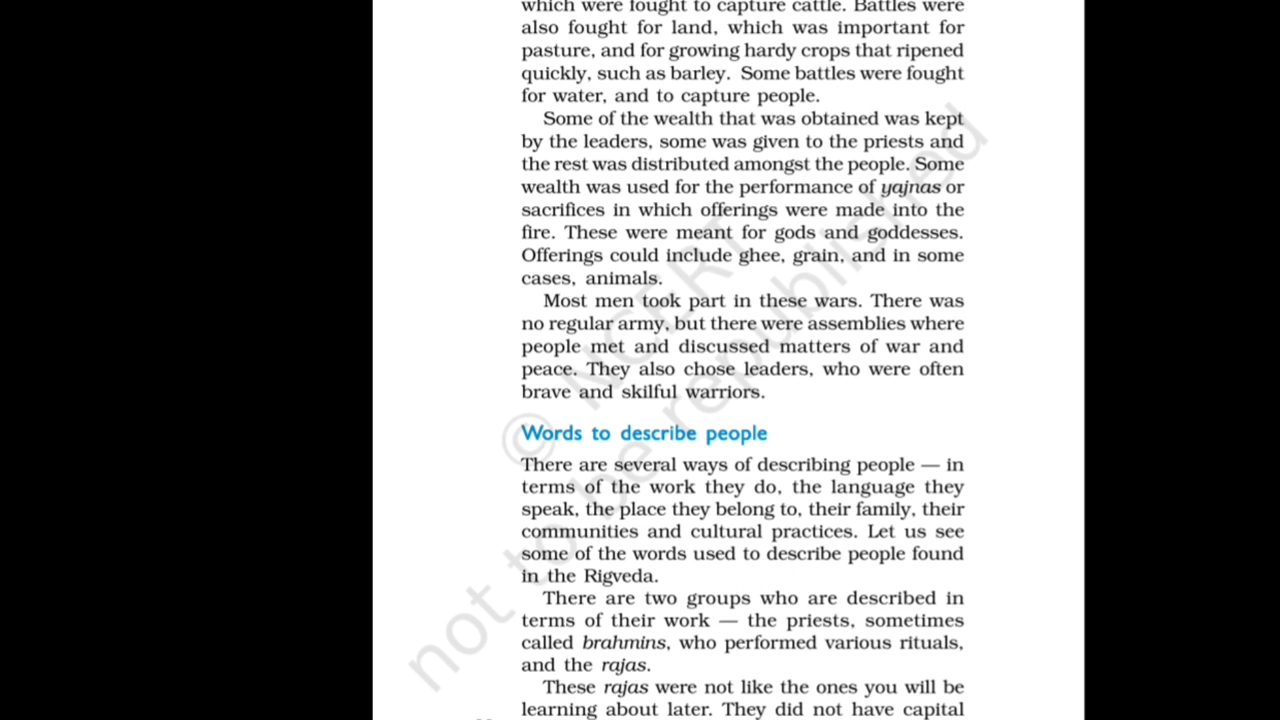 which were fought to capture cattle. Battles were
also fought for land, which was important for
pasture, and for growing hardy crops that ripened
quickly, such as barley. Some battles were fought
for water, and to capture people.
Some of the wealth that was obtained was kept
by the leaders, some was given to the priests and
the rest was distributed amongst the people. Some
wealth was used for the performance of yajnas or
sacrifices in which offerings were made into the
fire. These were meant for gods and goddesses.
Offerings could include ghee, grain, and in some
cases, animals.
Most men took part in these wars. There was
no regular army, but there were assemblies where
people met and discussed matters of war and
peace. They also chose leaders, who were often
brave and skilful warriors.
Words to describe people
There are several ways of describing people — in
terms of the work they do, the language they
speak, the place they belong to, their family, their
communities and cultural practices. Let us see
some of the words used to describe people found
in the Rigveda.
There are two groups who are described in
terms of their work — the priests, sometimes
called brahmins, who performed various rituals,
and the rajas.
These rajas were not like the ones you will be
learning about later. They did not have capital
© NCERT
not to be republished